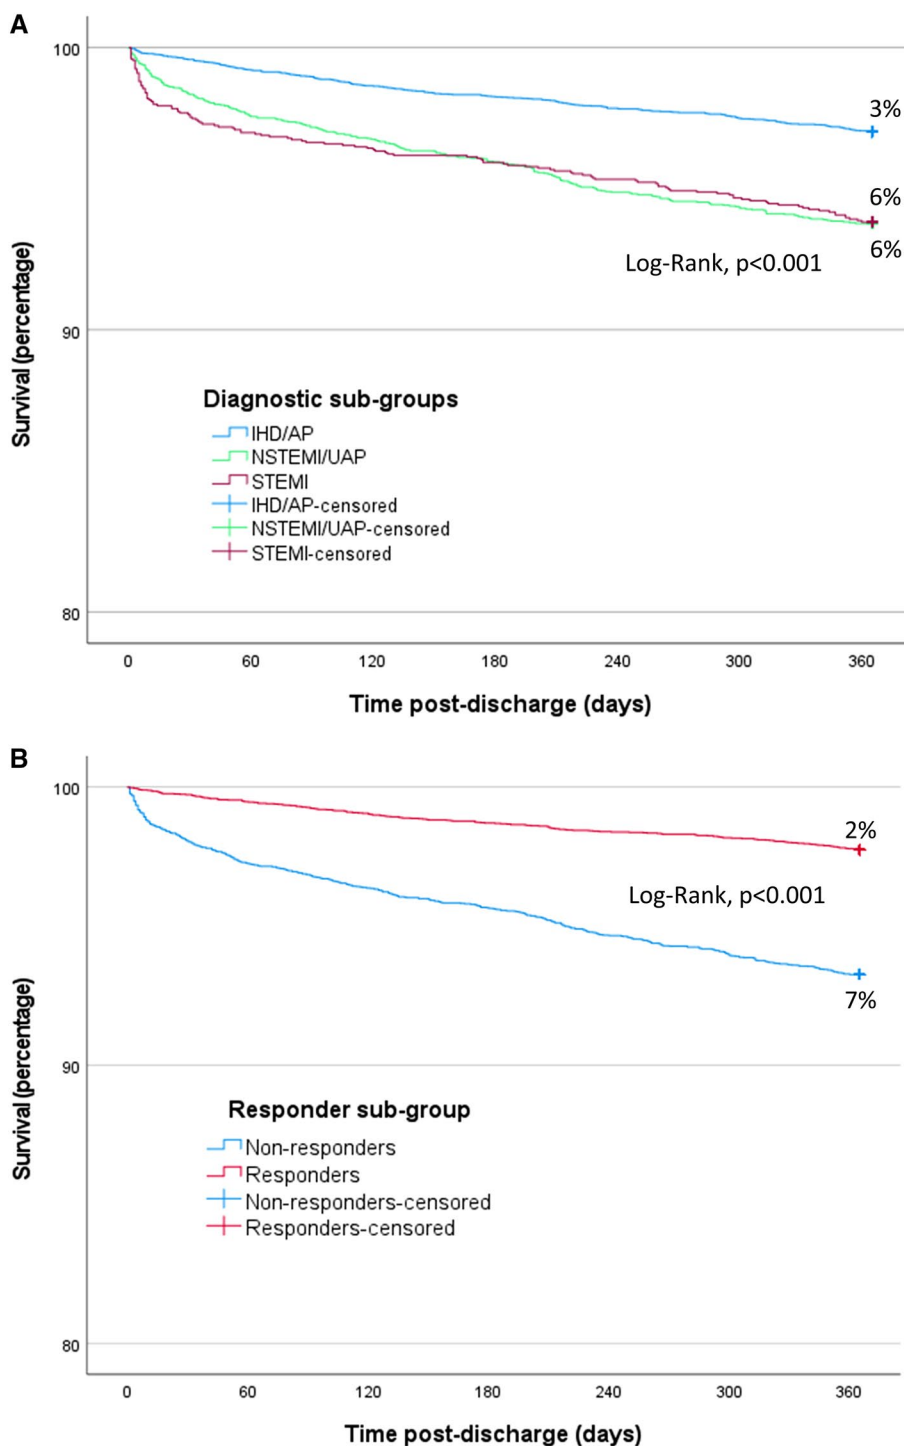 A
100
3%
6%
6%
Log-Rank, p<0.001
90
Survival (percentage)
Diagnostic sub-groups
IHD/AP
NSTEMI/UAP
STEMI
IHD/AP-censored
NSTEMI/UAP-censored
STEMI-censored
80
0 60 120 180 240 300 360
Time post-discharge (days)
B
100
2%
Log-Rank, p<0.001
7%
90
Survival (percentage)
Responder sub-group
Non-responders
Responders
Non-responders-censored
Responders-censored
80
0 60 120 180 240 300 360
Time post-discharge (days)